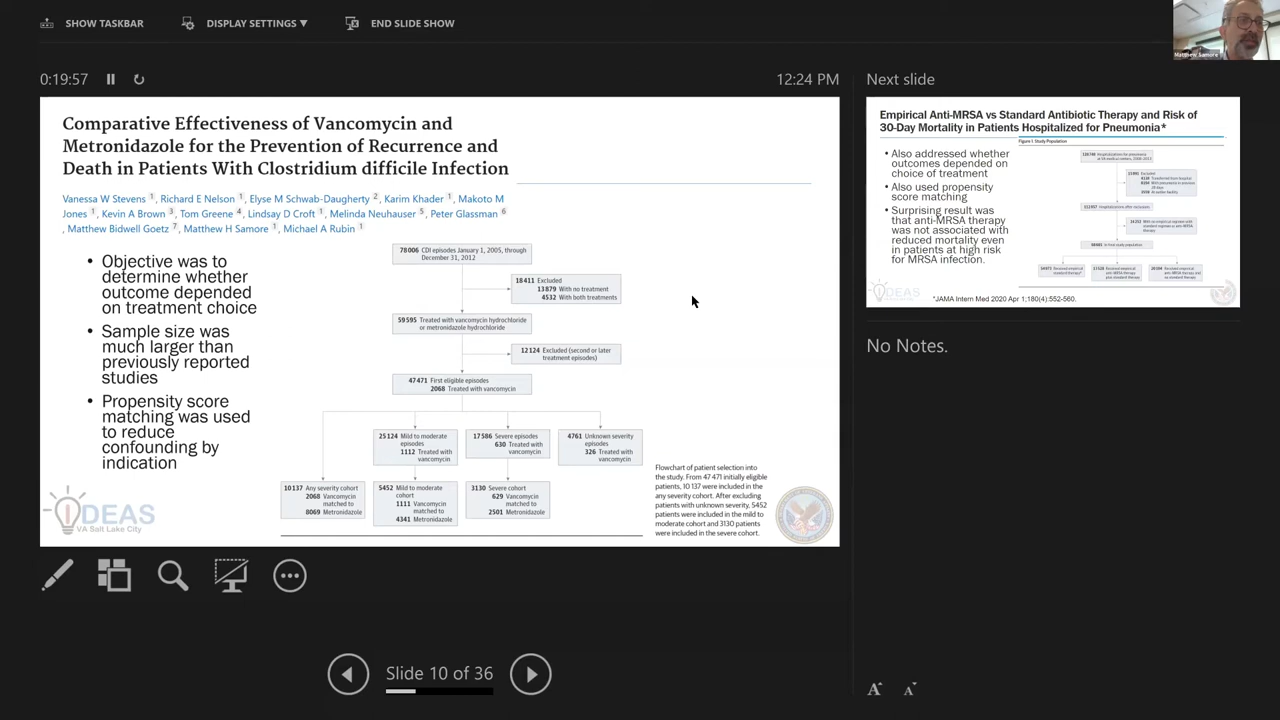 SHOW TASKBAR
DISPLAY SETTINGS ▼
END SLIDE SHOW
Matthew Samore
0:19:57
12:24 PM
Next slide
Comparative Effectiveness of Vancomycin and
Metronidazole for the Prevention of Recurrence and
Death in Patients With Clostridium difficile Infection
Vanessa W Stevens 1, Richard E Nelson 1, Elyse M Schwab-Daugherty 2, Karim Khader 1, Makoto M
Jones 1, Kevin A Brown 3, Tom Greene 4, Lindsay D Croft 1, Melinda Neuhauser 5, Peter Glassman 6
, Matthew Bidwell Goetz 7, Matthew H Samore 1, Michael A Rubin 1
• Objective was to
determine whether
outcome depended
on treatment choice
• Sample size was
much larger than
previously reported
studies
• Propensity score
matching was used
to reduce
confounding by
indication
78006 CDI episodes January 1, 2005, through
December 31, 2012
18411 Excluded
13879 With no treatment
4532 With both treatments
59595 Treated with vancomycin hydrochloride
or metronidazole hydrochloride
12124 Excluded (second or later
treatment episodes)
47471 First eligible episodes
2068 Treated with vancomycin
25124 Mild to moderate
episodes
1112 Treated with
vancomycin
17586 Severe episodes
630 Treated with
vancomycin
4761 Unknown severity
episodes
326 Treated with
vancomycin
10137 Any severity cohort
2068 Vancomycin
matched to
8069 Metronidazole
5452 Mild to moderate
cohort
1111 Vancomycin
matched to
4341 Metronidazole
3130 Severe cohort
629 Vancomycin
matched to
2501 Metronidazole
Flowchart of patient selection into
the study. From 47 471 initially eligible
patients, 10 137 were included in the
any severity cohort. After excluding
patients with unknown severity, 5452
patients were included in the mild to
moderate cohort and 3130 patients
were included in the severe cohort.
IDEAS
VA Salt Lake City
Empirical Anti-MRSA vs Standard Antibiotic Therapy and Risk of
30-Day Mortality in Patients Hospitalized for Pneumonia*
Figure 1 Study Population
• Also addressed whether
outcomes depended on
choice of treatment
• Also used propensity
score matching
• Surprising result was
that anti-MRSA therapy
was not associated with
reduced mortality even
in patients at high risk
for MRSA infection.
IDEAS
*JAMA Intern Med 2020 Apr 1;180(4):552-560.
No Notes.
Slide 10 of 36
A A